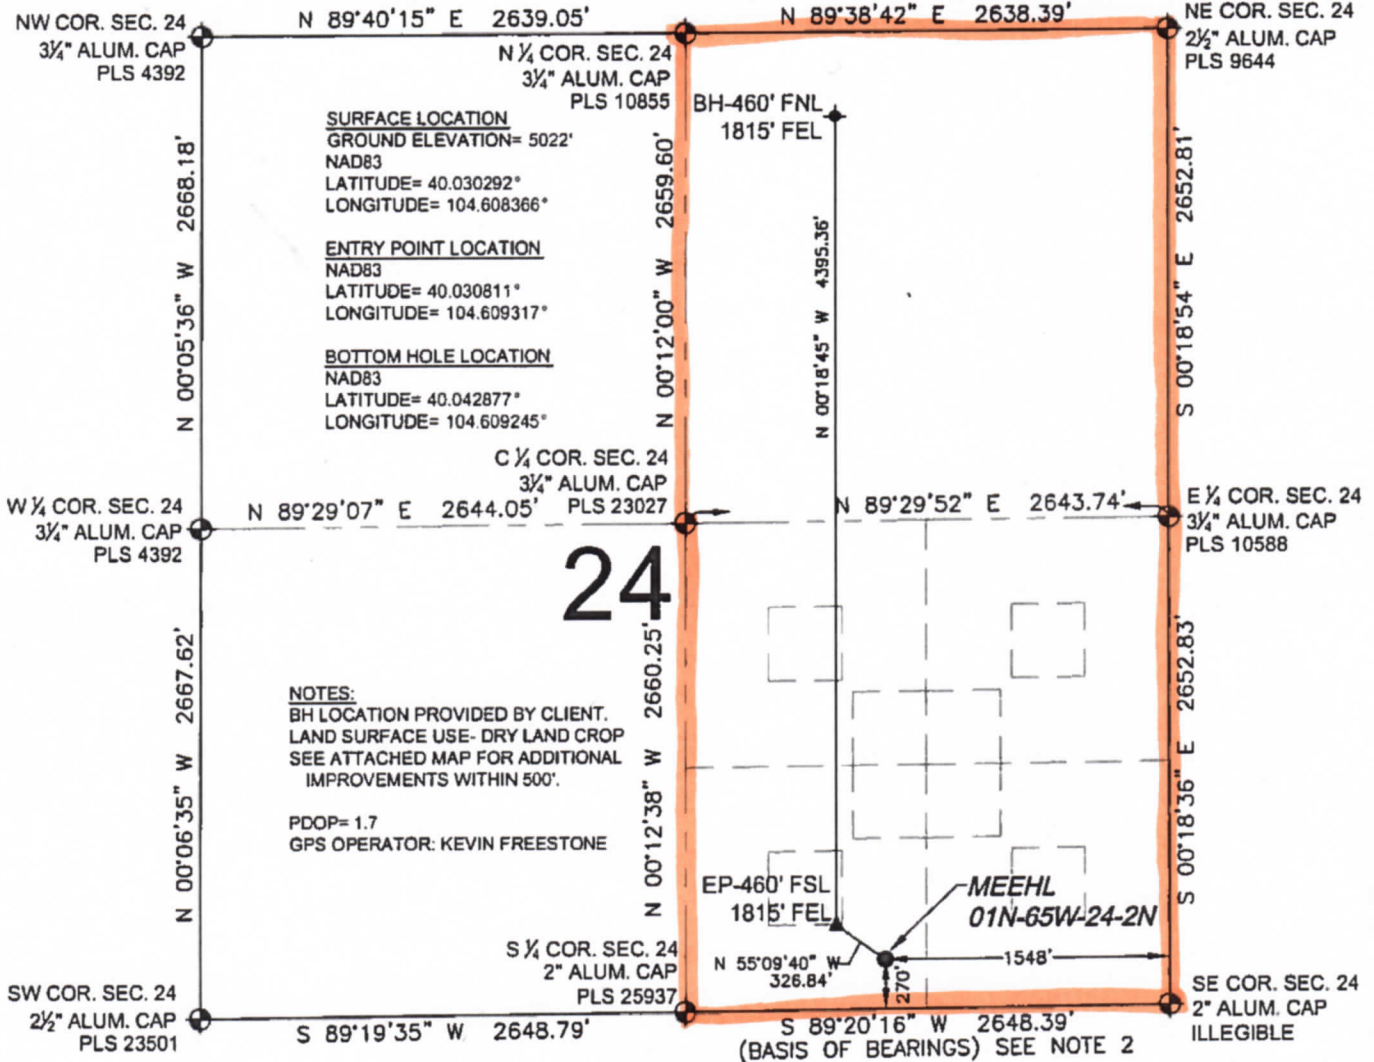 NW COR. SEC. 24
3¼" ALUM. CAP
PLS 4392
N 89°40'15" E 2639.05'
N ¼ COR. SEC. 24
3¼" ALUM. CAP
PLS 10855
N 89°38'42" E 2638.39'
NE COR. SEC. 24
2½" ALUM. CAP
PLS 9644
BH-460' FNL
1815' FEL
SURFACE LOCATION
GROUND ELEVATION= 5022'
NAD83
LATITUDE= 40.030292°
LONGITUDE= 104.608366°
ENTRY POINT LOCATION
NAD83
LATITUDE= 40.030811°
LONGITUDE= 104.609317°
BOTTOM HOLE LOCATION
NAD83
LATITUDE= 40.042877°
LONGITUDE= 104.609245°
N 00°05'36" W 2668.18'
N 00°12'00" W 2659.60'
N 00°18'45" W 4395.36'
S 00°18'54" E 2652.81'
C ¼ COR. SEC. 24
3¼" ALUM. CAP
PLS 23027
W ¼ COR. SEC. 24
3¼" ALUM. CAP
PLS 4392
N 89°29'07" E 2644.05'
N 89°29'52" E 2643.74'
E ¼ COR. SEC. 24
3¼" ALUM. CAP
PLS 10588
24
N 00°06'35" W 2667.62'
N 00°12'38" W 2660.25'
S 00°18'36" E 2652.83'
NOTES:
BH LOCATION PROVIDED BY CLIENT.
LAND SURFACE USE- DRY LAND CROP
SEE ATTACHED MAP FOR ADDITIONAL
IMPROVEMENTS WITHIN 500'.
PDOP= 1.7
GPS OPERATOR: KEVIN FREESTONE
EP-460' FSL
1815' FEL
MEEHL
01N-65W-24-2N
N 55°09'40" W
326.84'
1548'
270'
S ¼ COR. SEC. 24
2" ALUM. CAP
PLS 25937
SW COR. SEC. 24
2½" ALUM. CAP
PLS 23501
S 89°19'35" W 2648.79'
S 89°20'16" W 2648.39'
(BASIS OF BEARINGS) SEE NOTE 2
SE COR. SEC. 24
2" ALUM. CAP
ILLEGIBLE